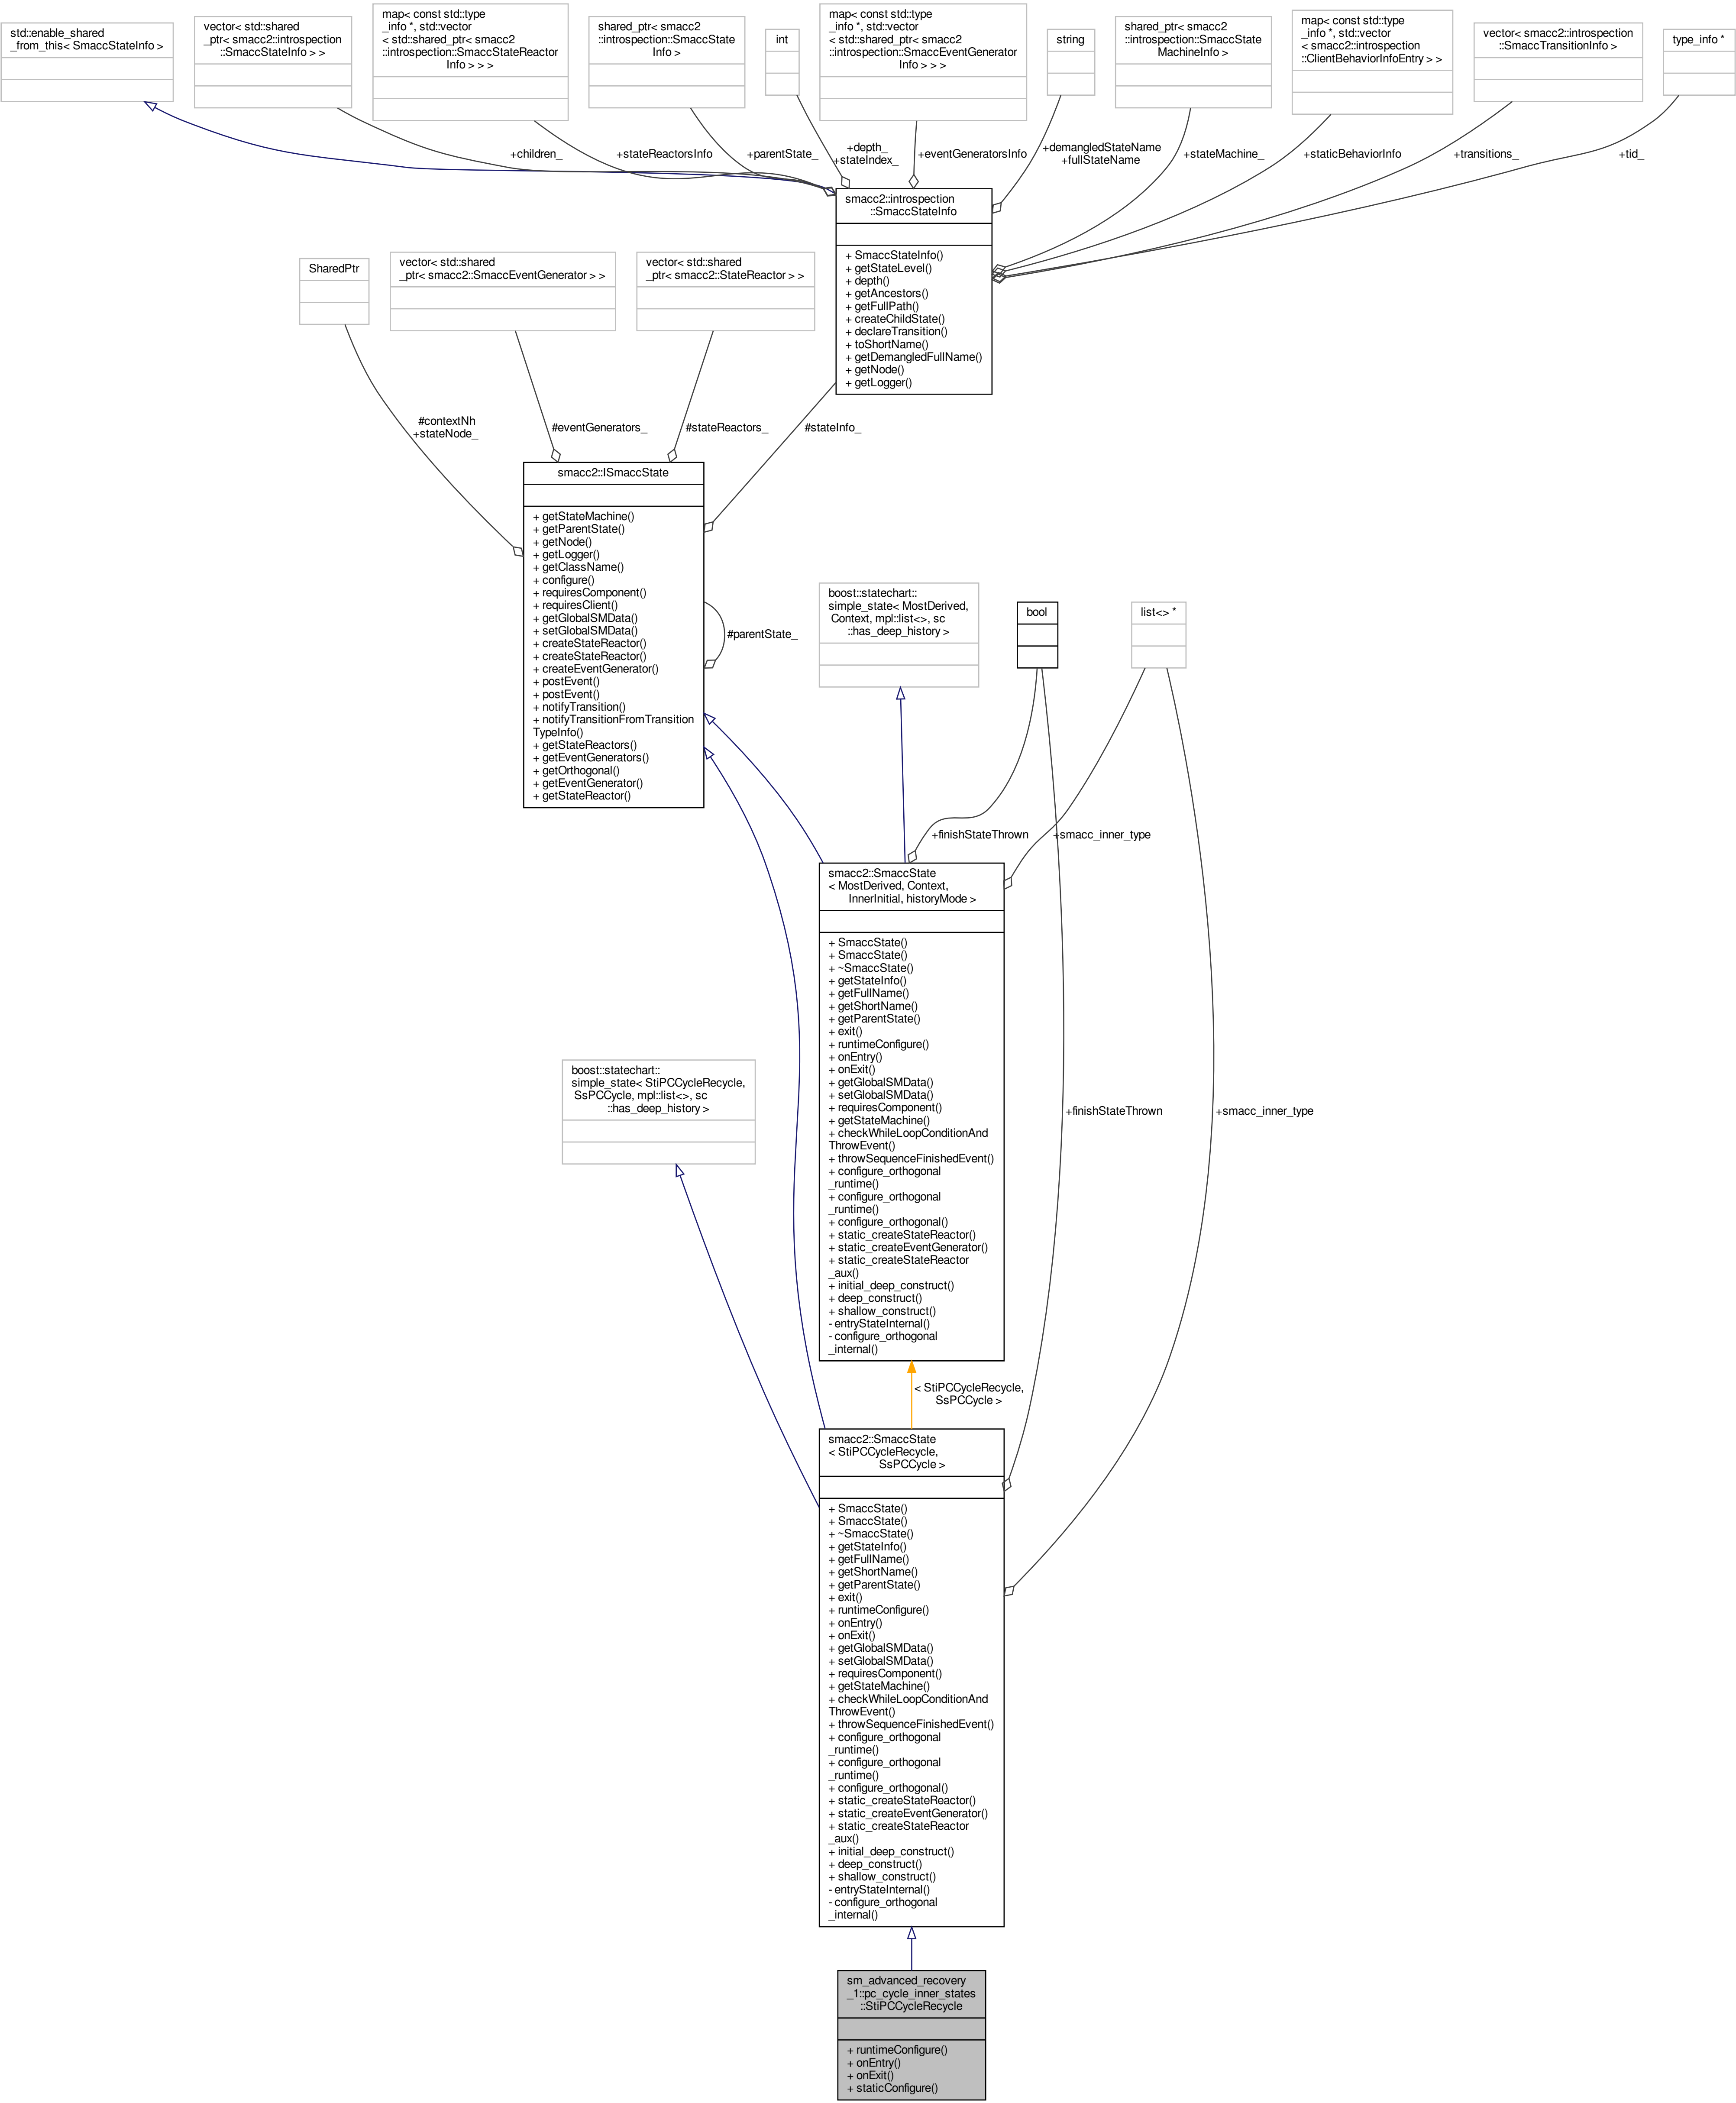 std::enable_shared
_from_this< SmaccStateInfo >
vector< std::shared
_ptr< smacc2::introspection
::SmaccStateInfo > >
map< const std::type
_info *, std::vector
< std::shared_ptr< smacc2
::introspection::SmaccStateReactor
Info > > >
shared_ptr< smacc2
::introspection::SmaccState
Info >
int
map< const std::type
_info *, std::vector
< std::shared_ptr< smacc2
::introspection::SmaccEventGenerator
Info > > >
string
shared_ptr< smacc2
::introspection::SmaccState
MachineInfo >
map< const std::type
_info *, std::vector
< smacc2::introspection
::ClientBehaviorInfoEntry > >
vector< smacc2::introspection
::SmaccTransitionInfo >
type_info *
+children_
+stateReactorsInfo
+parentState_
+depth_
+stateIndex_
+eventGeneratorsInfo
+demangledStateName
+fullStateName
+stateMachine_
+staticBehaviorInfo
+transitions_
+tid_
smacc2::introspection
::SmaccStateInfo
+ SmaccStateInfo()
+ getStateLevel()
+ depth()
+ getAncestors()
+ getFullPath()
+ createChildState()
+ declareTransition()
+ toShortName()
+ getDemangledFullName()
+ getNode()
+ getLogger()
SharedPtr
vector< std::shared
_ptr< smacc2::SmaccEventGenerator > >
vector< std::shared
_ptr< smacc2::StateReactor > >
#contextNh
+stateNode_
#eventGenerators_
#stateReactors_
#stateInfo_
smacc2::ISmaccState
+ getStateMachine()
+ getParentState()
+ getNode()
+ getLogger()
+ getClassName()
+ configure()
+ requiresComponent()
+ requiresClient()
+ getGlobalSMData()
+ setGlobalSMData()
+ createStateReactor()
+ createStateReactor()
+ createEventGenerator()
+ postEvent()
+ postEvent()
+ notifyTransition()
+ notifyTransitionFromTransition
TypeInfo()
+ getStateReactors()
+ getEventGenerators()
+ getOrthogonal()
+ getEventGenerator()
+ getStateReactor()
#parentState_
boost::statechart::
simple_state< MostDerived,
Context, mpl::list<>, sc
::has_deep_history >
bool
list<> *
+finishStateThrown
+smacc_inner_type
smacc2::SmaccState
< MostDerived, Context,
InnerInitial, historyMode >
+ SmaccState()
+ SmaccState()
+ ~SmaccState()
+ getStateInfo()
+ getFullName()
+ getShortName()
+ getParentState()
+ exit()
+ runtimeConfigure()
+ onEntry()
+ onExit()
+ getGlobalSMData()
+ setGlobalSMData()
+ requiresComponent()
+ getStateMachine()
+ checkWhileLoopConditionAnd
ThrowEvent()
+ throwSequenceFinishedEvent()
+ configure_orthogonal
_runtime()
+ configure_orthogonal
_runtime()
+ configure_orthogonal()
+ static_createStateReactor()
+ static_createEventGenerator()
+ static_createStateReactor
_aux()
+ initial_deep_construct()
+ deep_construct()
+ shallow_construct()
- entryStateInternal()
- configure_orthogonal
_internal()
boost::statechart::
simple_state< StiPCCycleRecycle,
SsPCCycle, mpl::list<>, sc
::has_deep_history >
+finishStateThrown
+smacc_inner_type
< StiPCCycleRecycle,
SsPCCycle >
smacc2::SmaccState
< StiPCCycleRecycle,
SsPCCycle >
+ SmaccState()
+ SmaccState()
+ ~SmaccState()
+ getStateInfo()
+ getFullName()
+ getShortName()
+ getParentState()
+ exit()
+ runtimeConfigure()
+ onEntry()
+ onExit()
+ getGlobalSMData()
+ setGlobalSMData()
+ requiresComponent()
+ getStateMachine()
+ checkWhileLoopConditionAnd
ThrowEvent()
+ throwSequenceFinishedEvent()
+ configure_orthogonal
_runtime()
+ configure_orthogonal
_runtime()
+ configure_orthogonal()
+ static_createStateReactor()
+ static_createEventGenerator()
+ static_createStateReactor
_aux()
+ initial_deep_construct()
+ deep_construct()
+ shallow_construct()
- entryStateInternal()
- configure_orthogonal
_internal()
sm_advanced_recovery
_1::pc_cycle_inner_states
::StiPCCycleRecycle
+ runtimeConfigure()
+ onEntry()
+ onExit()
+ staticConfigure()